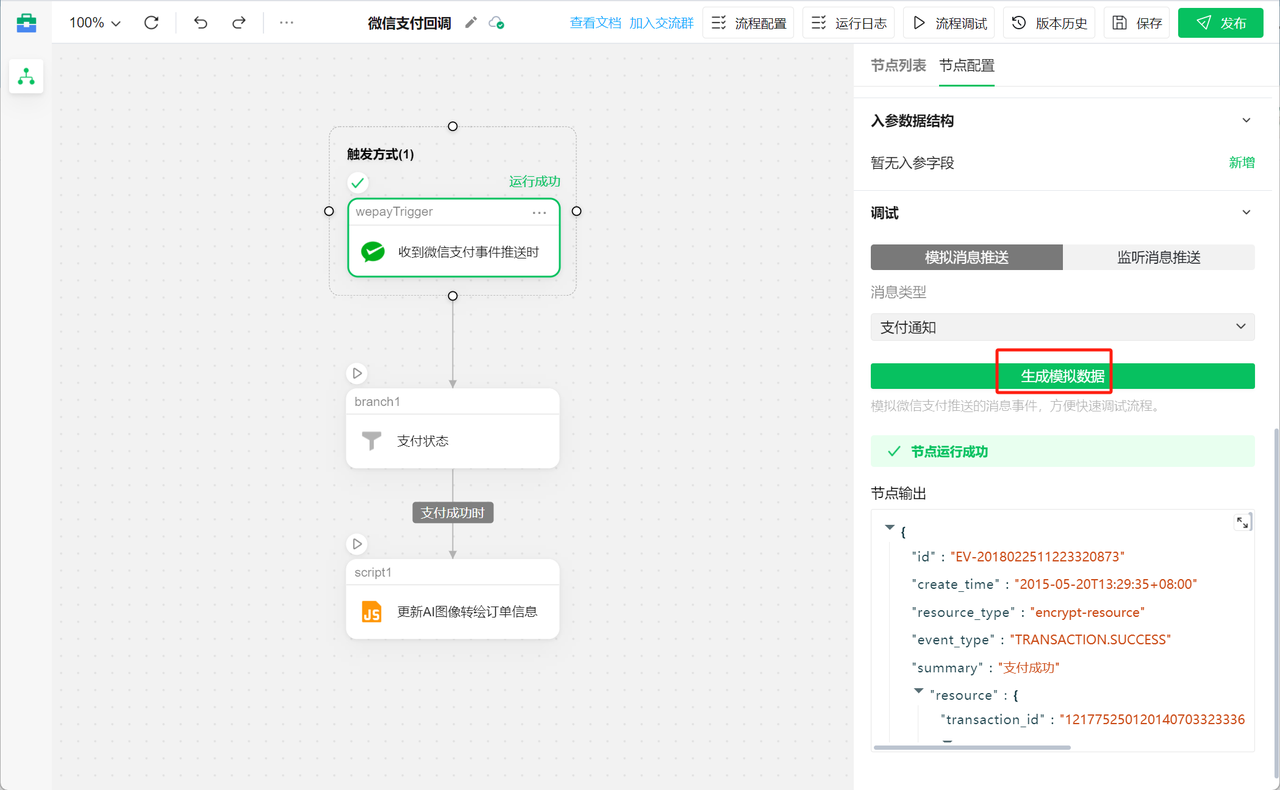 100%
···
微信支付回调
查看文档 加入交流群
流程配置
运行日志
流程调试
版本历史
保存
发布
触发方式(1)
运行成功
wepayTrigger
···
收到微信支付事件推送时
branch1
支付状态
支付成功时
script1
JS
更新AI图像转绘订单信息
节点列表 节点配置
入参数据结构
暂无入参字段 新增
调试
模拟消息推送 监听消息推送
消息类型
支付通知
生成模拟数据
模拟微信支付推送的消息事件，方便快速调试流程。
节点运行成功
节点输出
{
"id" : "EV-2018022511223320873"
"create_time" : "2015-05-20T13:29:35+08:00"
"resource_type" : "encrypt-resource"
"event_type" : "TRANSACTION.SUCCESS"
"summary" : "支付成功"
"resource" : {
"transaction_id" : "121775250120140703323336